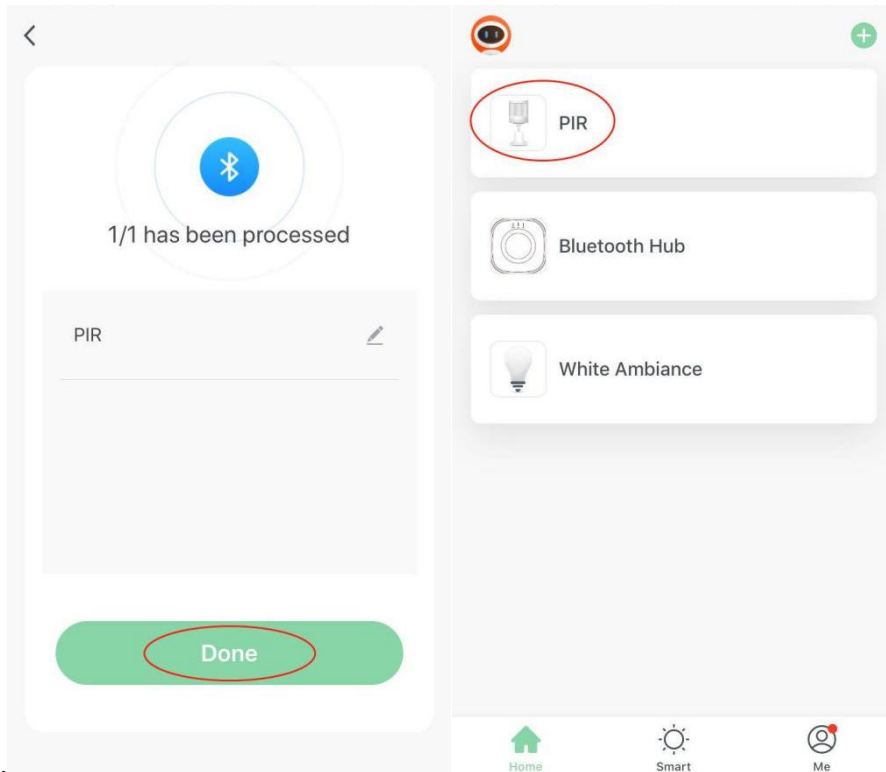 1/1 has been processed
PIR
Done
PIR
Bluetooth Hub
White Ambiance
Home
Smart
Me